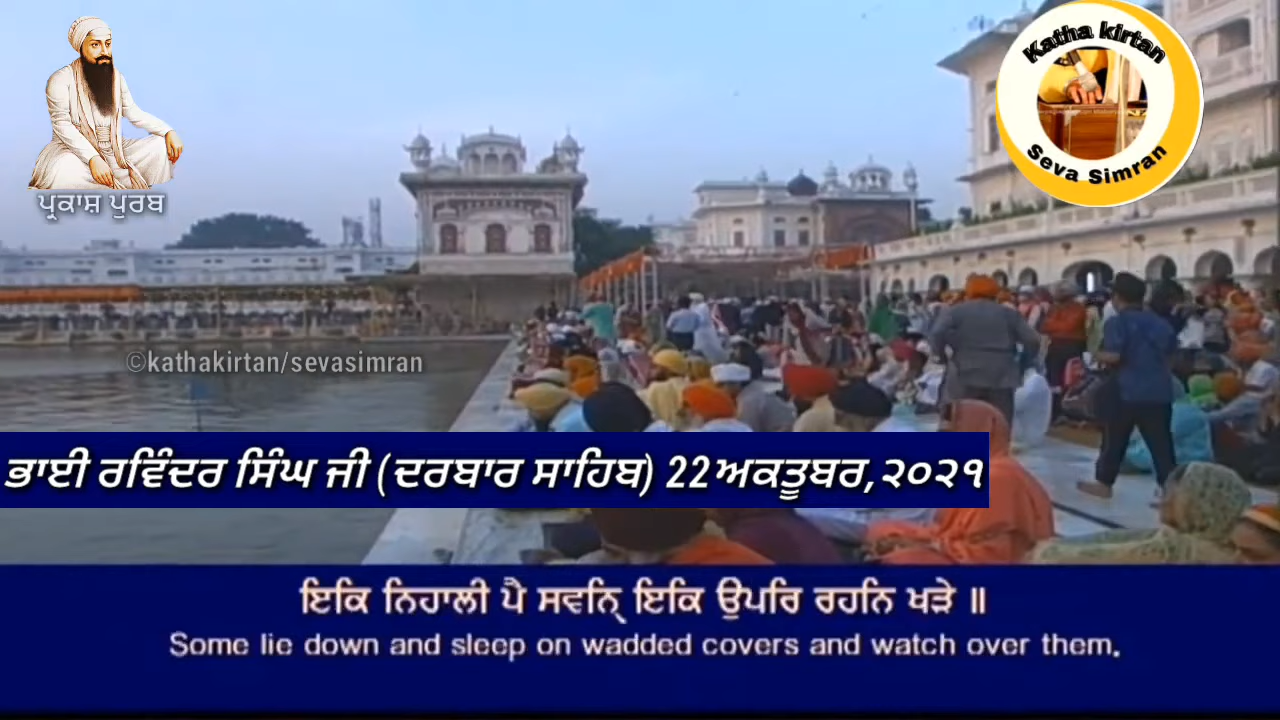 Katha kirtan
Seva Simran
ਪ੍ਰਕਾਸ਼ ਪੁਰਬ
©kathakirtan/sevasimran
ਭਾਈ ਰਵਿੰਦਰ ਸਿੰਘ ਜੀ (ਦਰਬਾਰ ਸਾਹਿਬ) 22ਅਕਤੂਬਰ,੨੦੨੧
ਇਕਿ ਨਿਹਾਲੀ ਪੈ ਸਵਨ੍ਹਿ ਇਕਿ ਉਪਰਿ ਰਹਨਿ ਖੜੇ ॥
Some lie down and sleep on wadded covers and watch over them.